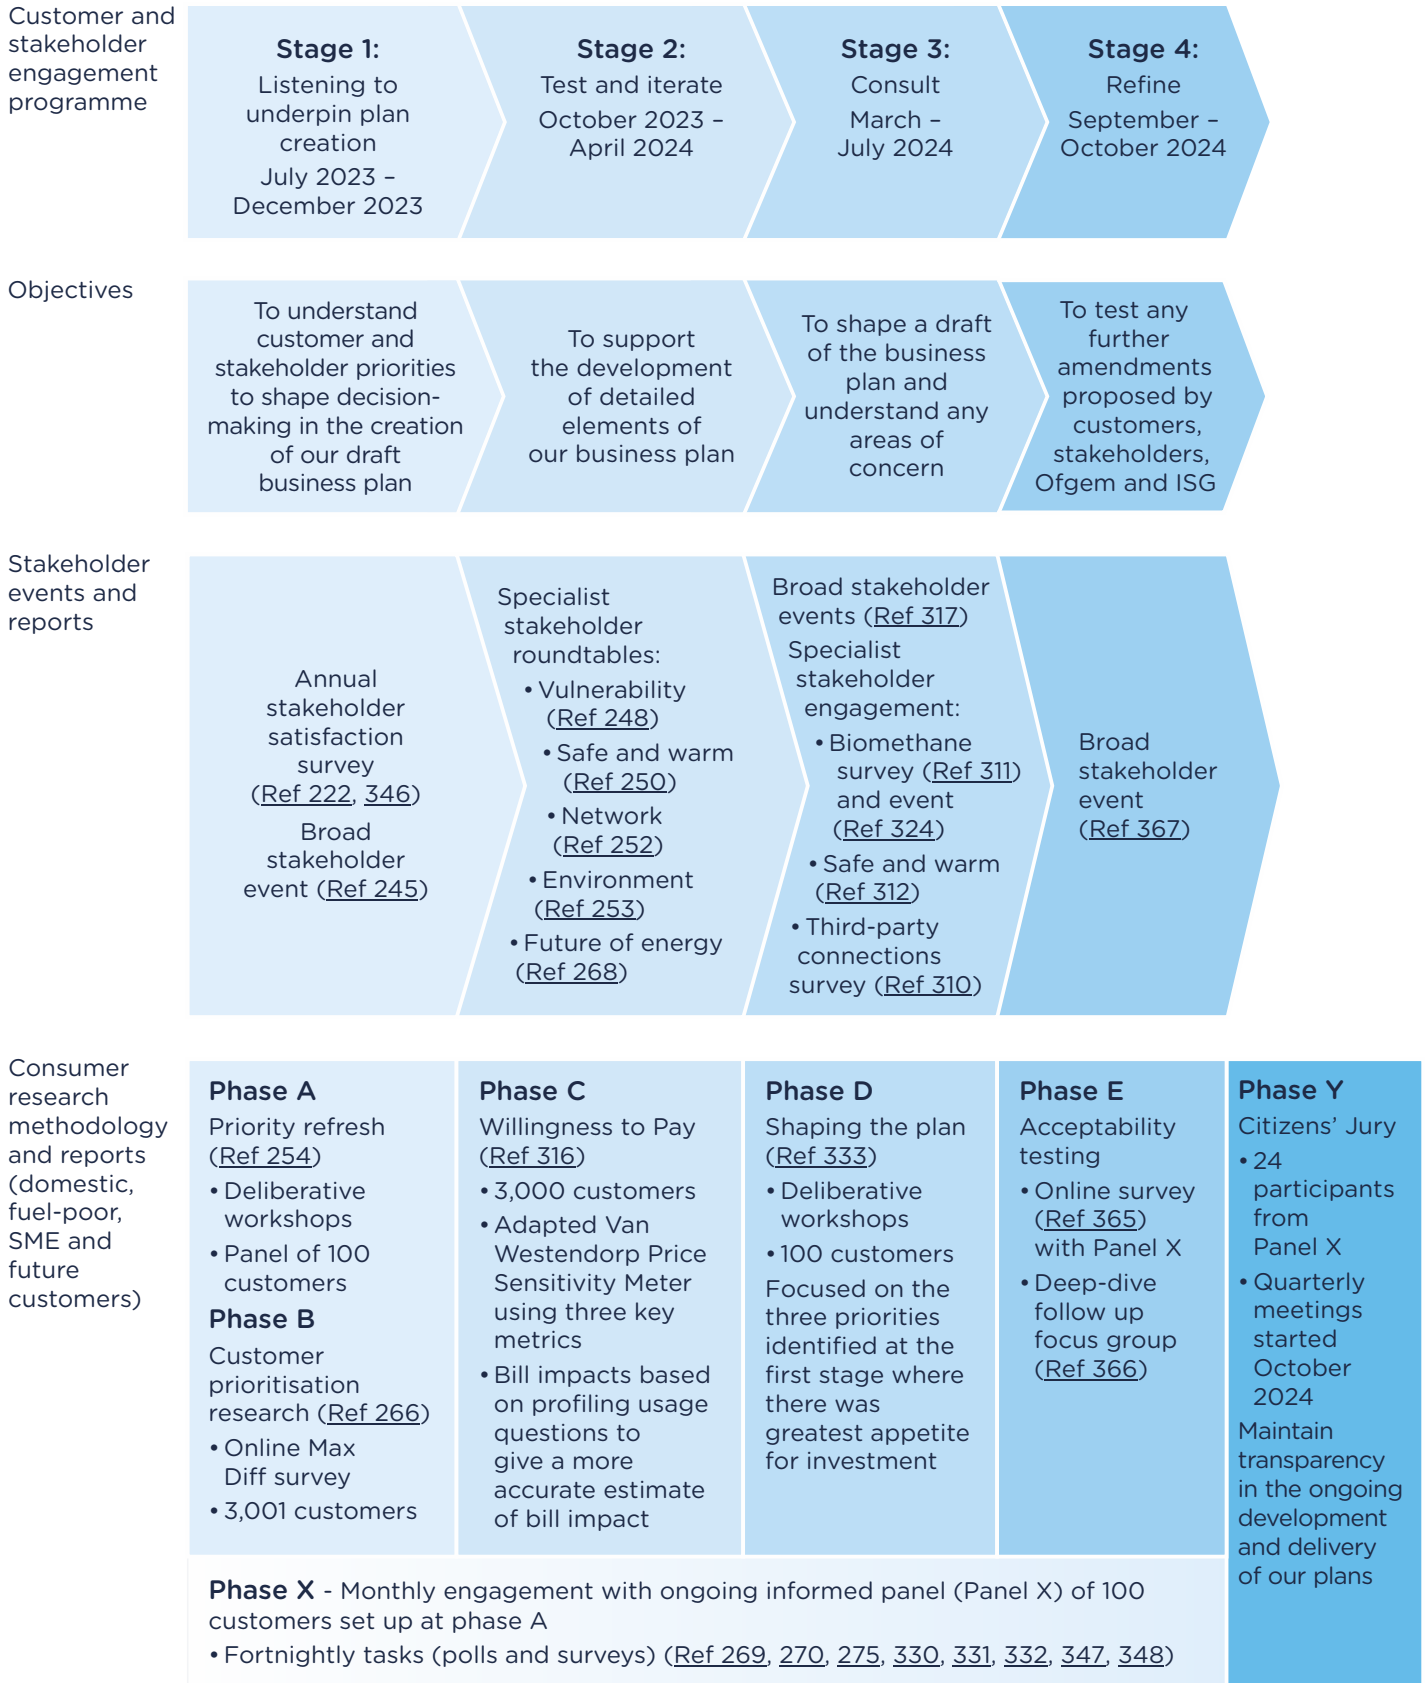 Customer and
stakeholder
engagement
programme
Stage 1:
Listening to
underpin plan
creation
July 2023 –
December 2023
Stage 2:
Test and iterate
October 2023 –
April 2024
Stage 3:
Consult
March –
July 2024
Stage 4:
Refine
September –
October 2024
Objectives
To understand
customer and
stakeholder priorities
to shape decision-
making in the creation
of our draft
business plan
To support
the development
of detailed
elements of
our business plan
To shape a draft
of the business
plan and
understand any
areas of
concern
To test any
further
amendments
proposed by
customers,
stakeholders,
Ofgem and ISG
Stakeholder
events and
reports
Annual
stakeholder
satisfaction
survey
(Ref 222, 346)
Broad
stakeholder
event (Ref 245)
Specialist
stakeholder
roundtables:
• Vulnerability
(Ref 248)
• Safe and warm
(Ref 250)
• Network
(Ref 252)
• Environment
(Ref 253)
• Future of energy
(Ref 268)
Broad stakeholder
events (Ref 317)
Specialist
stakeholder
engagement:
• Biomethane
survey (Ref 311)
and event
(Ref 324)
• Safe and warm
(Ref 312)
• Third-party
connections
survey (Ref 310)
Broad
stakeholder
event
(Ref 367)
Consumer
research
methodology
and reports
(domestic,
fuel-poor,
SME and
future
customers)
Phase A
Priority refresh
(Ref 254)
• Deliberative
workshops
• Panel of 100
customers
Phase B
Customer
prioritisation
research (Ref 266)
• Online Max
Diff survey
• 3,001 customers
Phase C
Willingness to Pay
(Ref 316)
• 3,000 customers
• Adapted Van
Westendorp Price
Sensitivity Meter
using three key
metrics
• Bill impacts based
on profiling usage
questions to
give a more
accurate estimate
of bill impact
Phase D
Shaping the plan
(Ref 333)
• Deliberative
workshops
• 100 customers
Focused on the
three priorities
identified at the
first stage where
there was
greatest appetite
for investment
Phase E
Acceptability
testing
• Online survey
(Ref 365)
with Panel X
• Deep-dive
follow up
focus group
(Ref 366)
Phase Y
Citizens’ Jury
• 24
participants
from
Panel X
• Quarterly
meetings
started
October
2024
Maintain
transparency
in the ongoing
development
and delivery
of our plans
Phase X - Monthly engagement with ongoing informed panel (Panel X) of 100
customers set up at phase A
• Fortnightly tasks (polls and surveys) (Ref 269, 270, 275, 330, 331, 332, 347, 348)